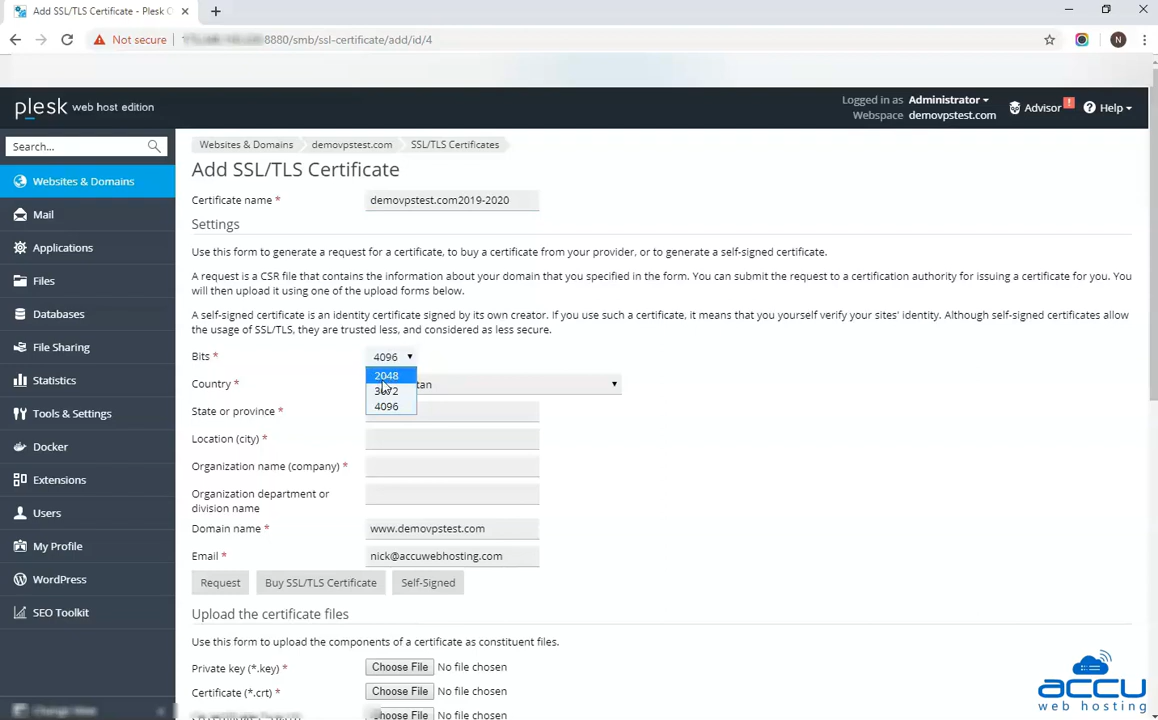 Add SSL/TLS Certificate - Plesk
Not secure
8880/smb/ssl-certificate/add/id/4
N
plesk web host edition
Logged in as Administrator
Webspace demovpstest.com
Advisor !
? Help
Search...
Websites & Domains
Mail
Applications
Files
Databases
File Sharing
Statistics
Tools & Settings
Docker
Extensions
Users
My Profile
WordPress
SEO Toolkit
Change View
Websites & Domains
demovpstest.com
SSL/TLS Certificates
Add SSL/TLS Certificate
Certificate name * demovpstest.com2019-2020
Settings
Use this form to generate a request for a certificate, to buy a certificate from your provider, or to generate a self-signed certificate.
A request is a CSR file that contains the information about your domain that you specified in the form. You can submit the request to a certification authority for issuing a certificate for you. You
will then upload it using one of the upload forms below.
A self-signed certificate is an identity certificate signed by its own creator. If you use such a certificate, it means that you yourself verify your sites' identity. Although self-signed certificates allow
the usage of SSL/TLS, they are trusted less, and considered as less secure.
Bits * 4096
2048
3072
4096
Country * tan
State or province *
Location (city) *
Organization name (company) *
Organization department or
division name
Domain name * www.demovpstest.com
Email * nick@accuwebhosting.com
Request
Buy SSL/TLS Certificate
Self-Signed
Upload the certificate files
Use this form to upload the components of a certificate as constituent files.
Private key (*.key) * Choose File No file chosen
Certificate (*.crt) * Choose File No file chosen
Choose File No file chosen
accu
web hosting